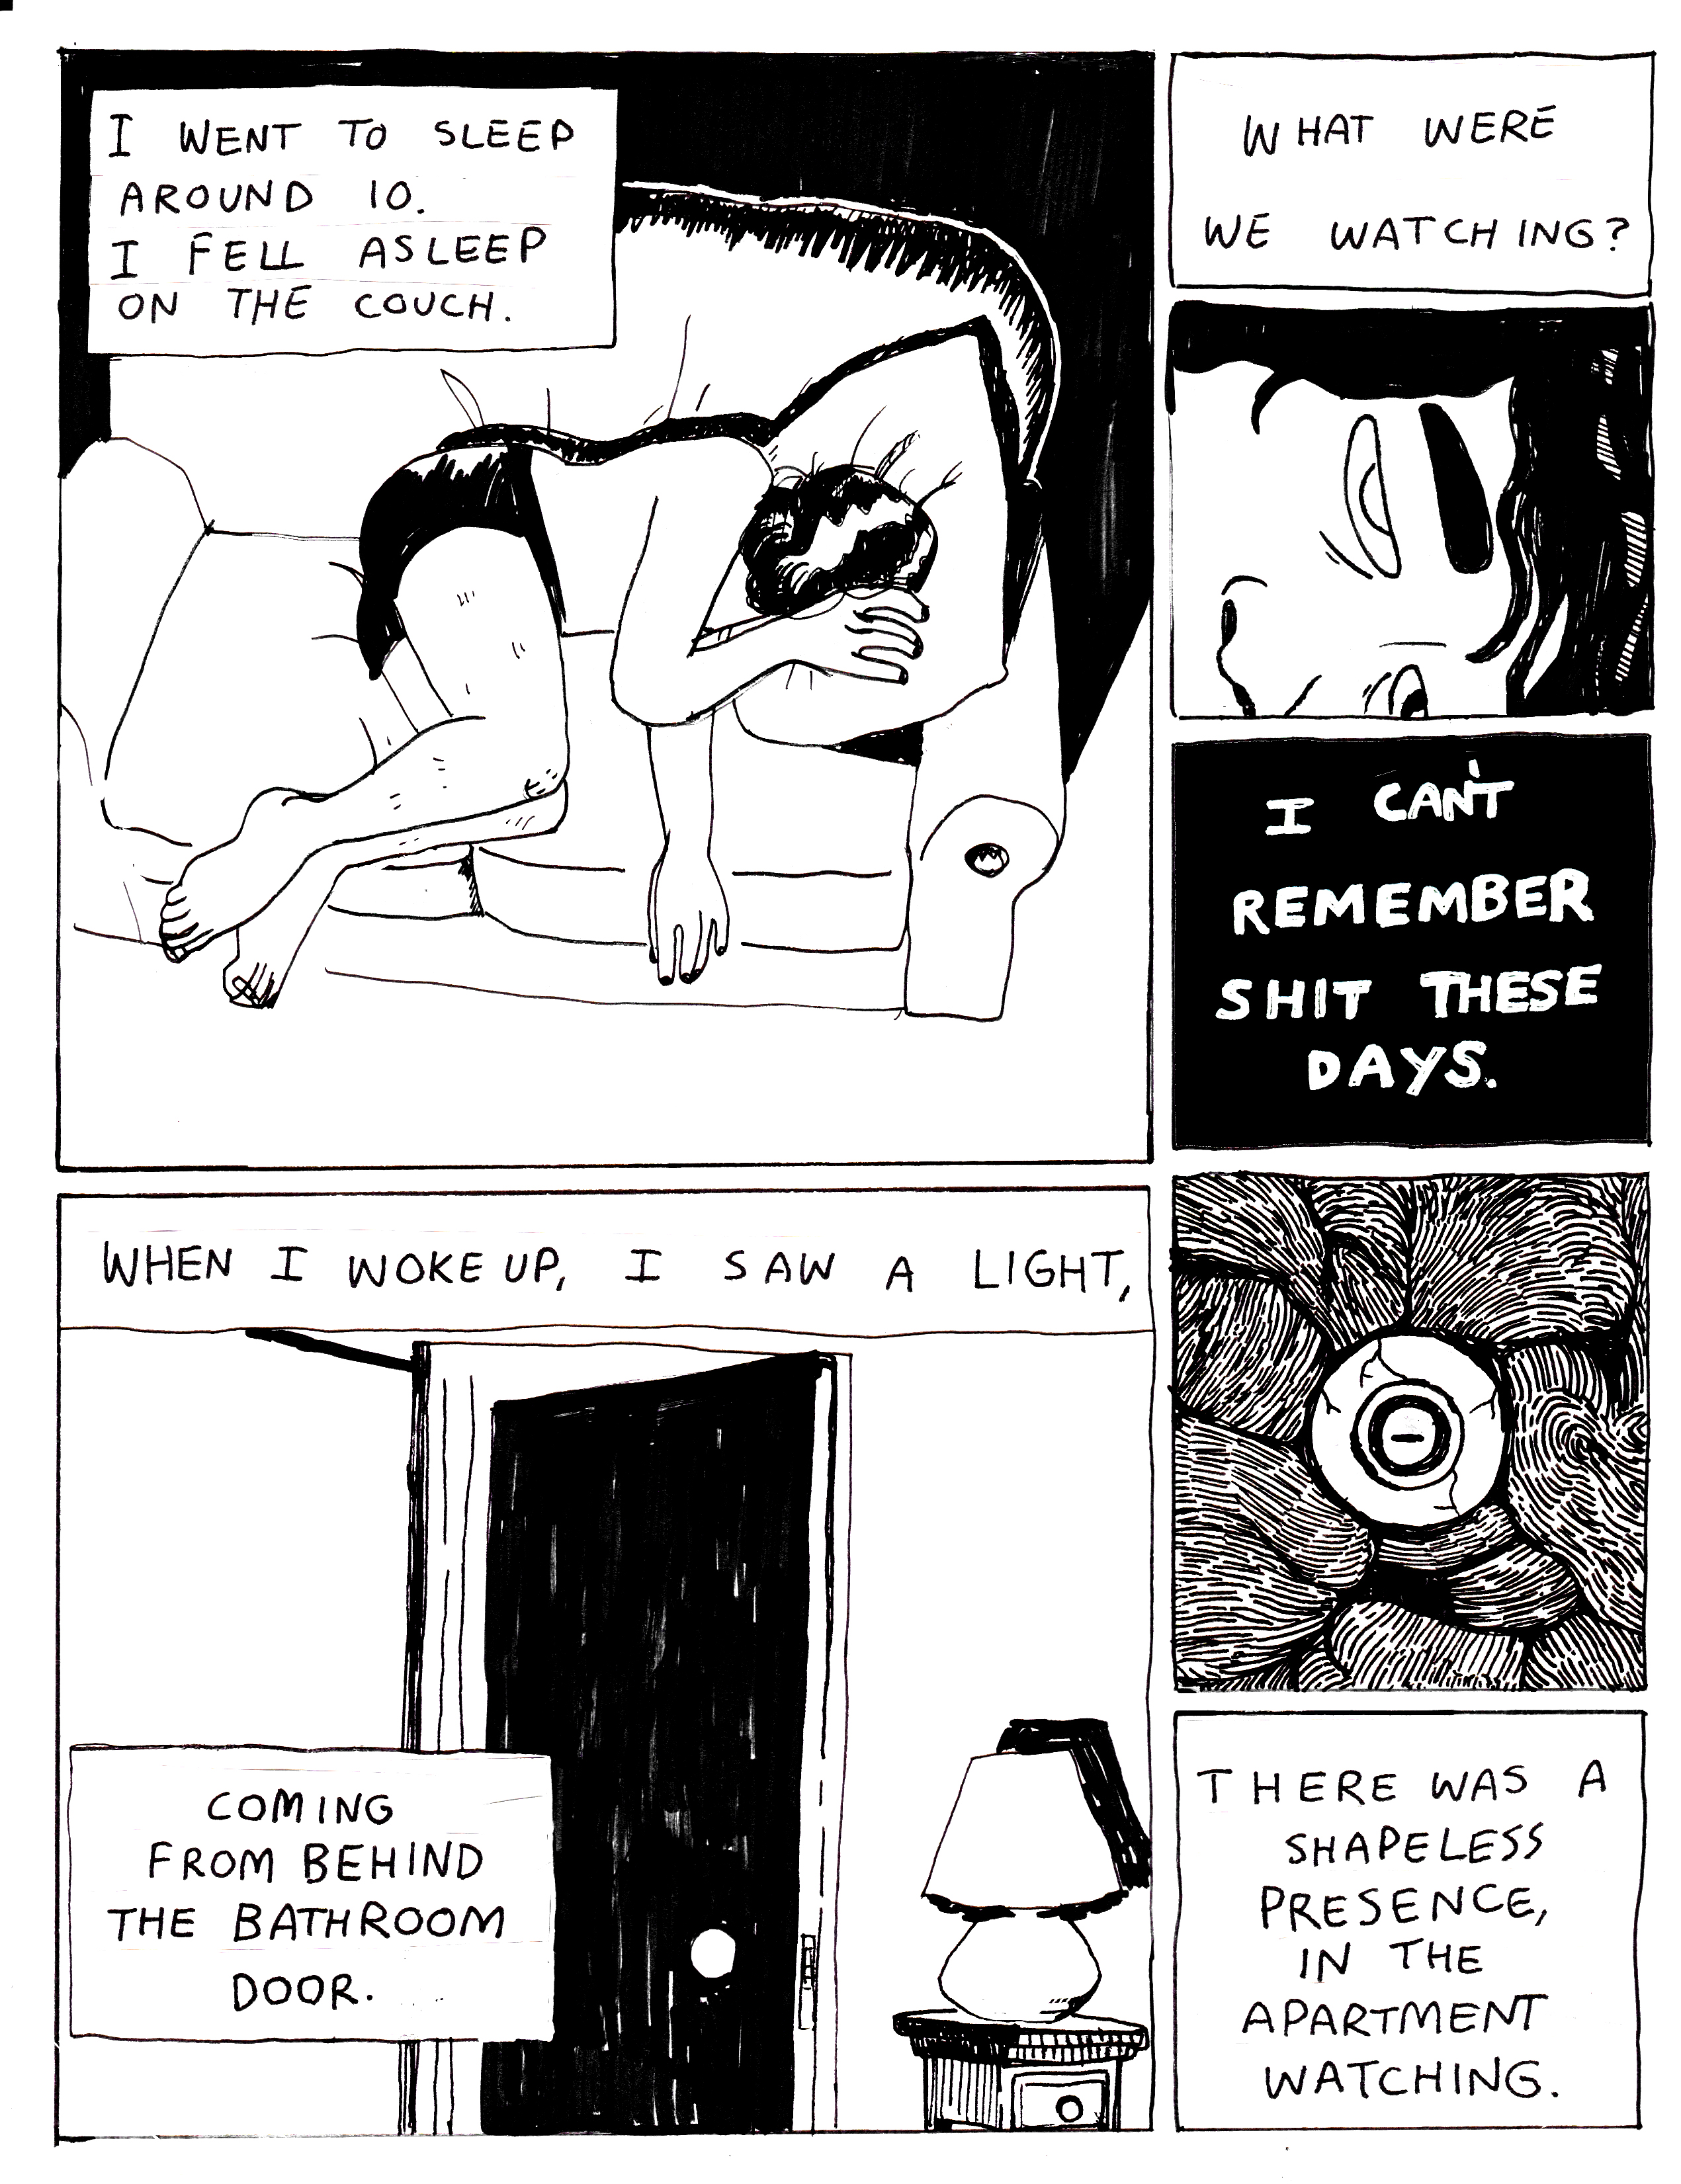 I WENT TO SLEEP
AROUND 10.
I FELL ASLEEP
ON THE COUCH.
WHAT WERE
WE WATCHING?
I CAN'T
REMEMBER
SHIT THESE
DAYS.
WHEN I WOKE UP, I SAW A LIGHT,
COMING
FROM BEHIND
THE BATHROOM
DOOR.
THERE WAS A
SHAPELESS
PRESENCE,
IN THE
APARTMENT
WATCHING.